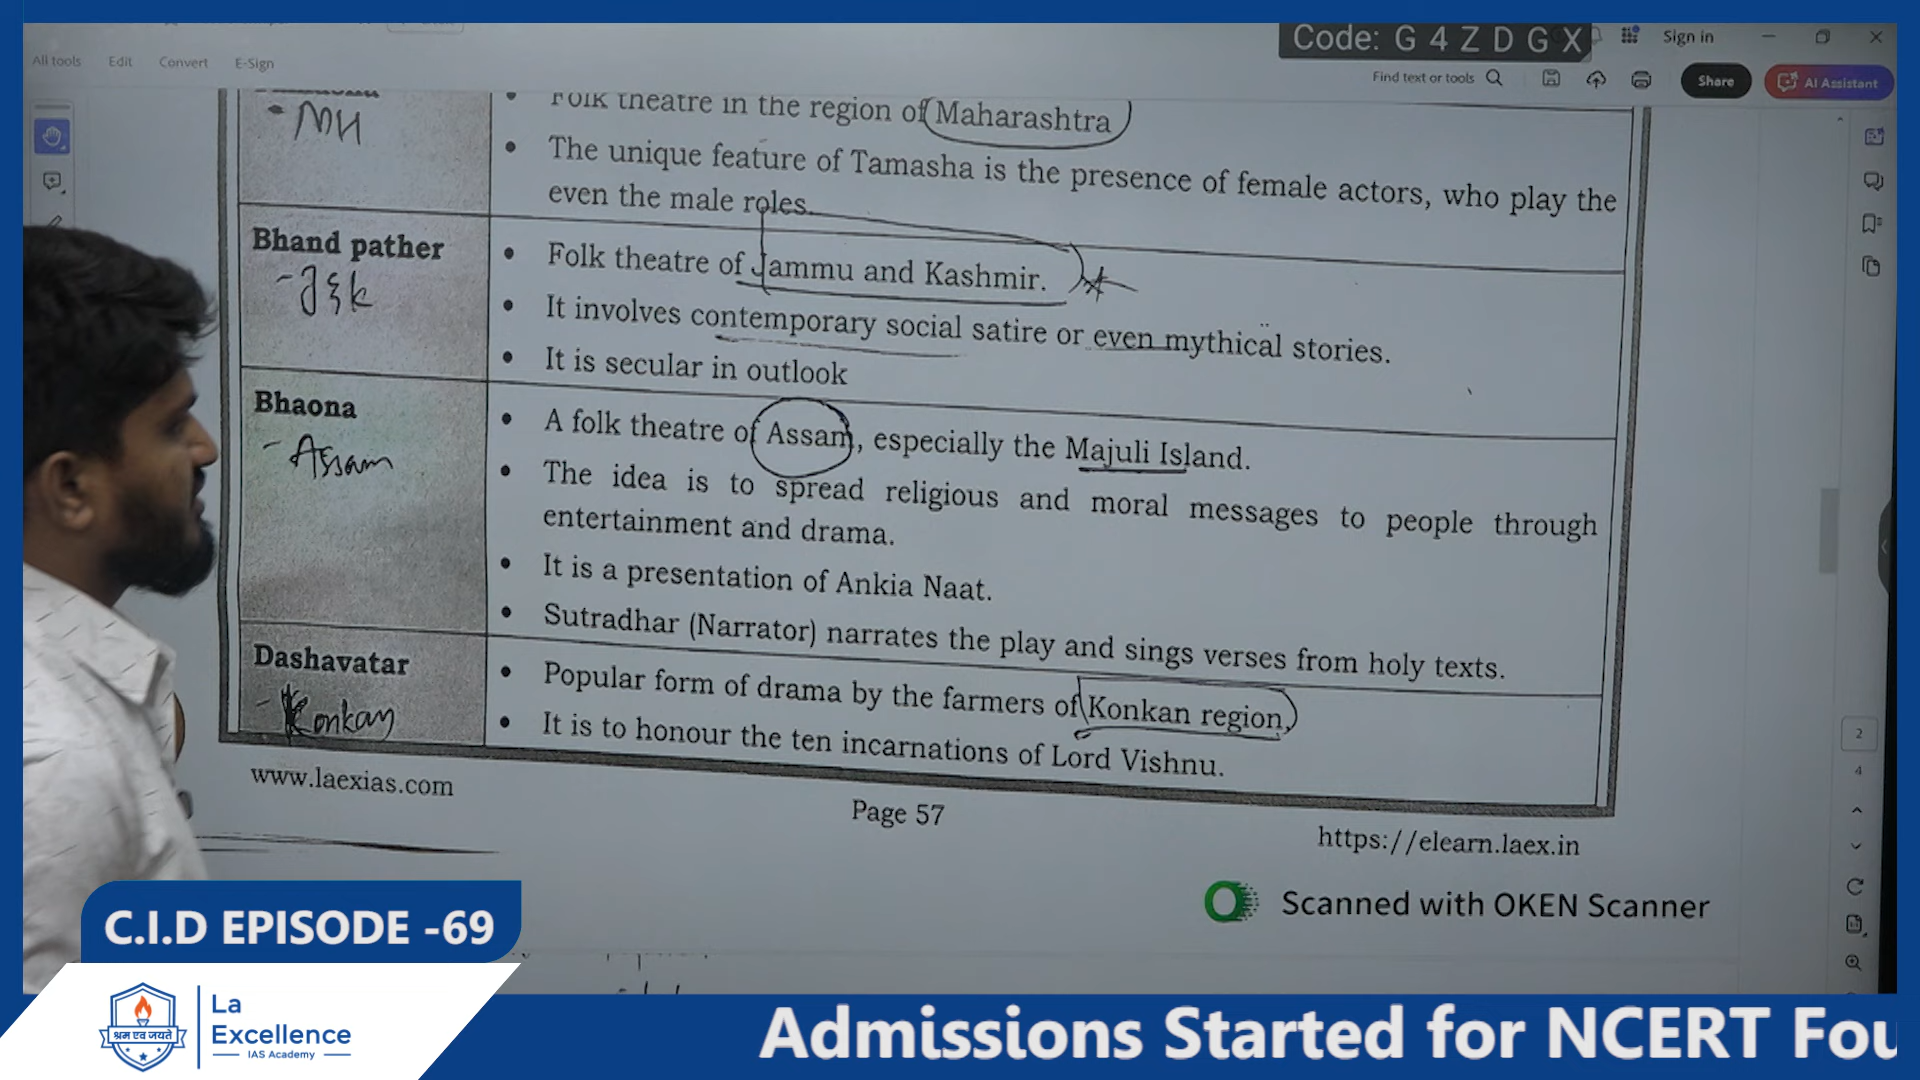 Code: G 4 Z D G X
Sign in
All tools Edit Convert E-Sign
Find text or tools
Share
AI Assistant
- MH
• Folk theatre in the region of Maharashtra
• The unique feature of Tamasha is the presence of female actors, who play the
even the male roles.
Bhand pather
- J&k
• Folk theatre of Jammu and Kashmir.
• It involves contemporary social satire or even mythical stories.
• It is secular in outlook
Bhaona
- Assam
• A folk theatre of Assam, especially the Majuli Island.
• The idea is to spread religious and moral messages to people through
entertainment and drama.
• It is a presentation of Ankia Naat.
• Sutradhar (Narrator) narrates the play and sings verses from holy texts.
Dashavatar
- Konkan
• Popular form of drama by the farmers of Konkan region,
• It is to honour the ten incarnations of Lord Vishnu.
www.laexias.com
Page 57
https://elearn.laex.in
Scanned with OKEN Scanner
2
4
C.I.D EPISODE -69
श्रम एव जयते
La
Excellence
IAS Academy
Admissions Started for NCERT Fou